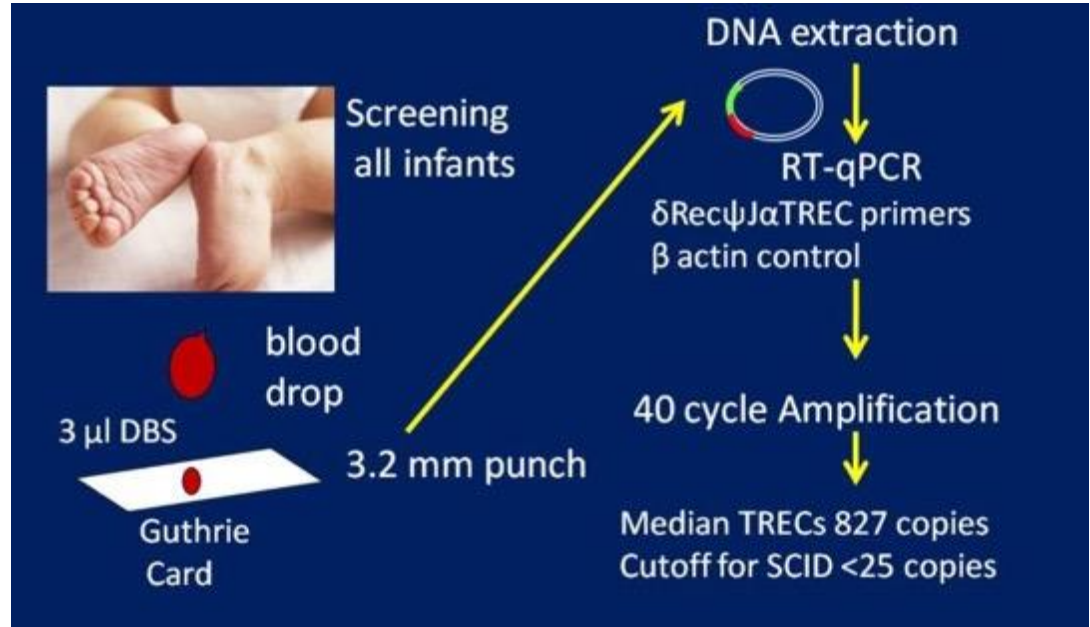 Screening
all infants
blood
drop
3 µl DBS
Guthrie
Card
3.2 mm punch
DNA extraction
RT-qPCR
δRecψJαTREC primers
β actin control
40 cycle Amplification
Median TRECs 827 copies
Cutoff for SCID <25 copies